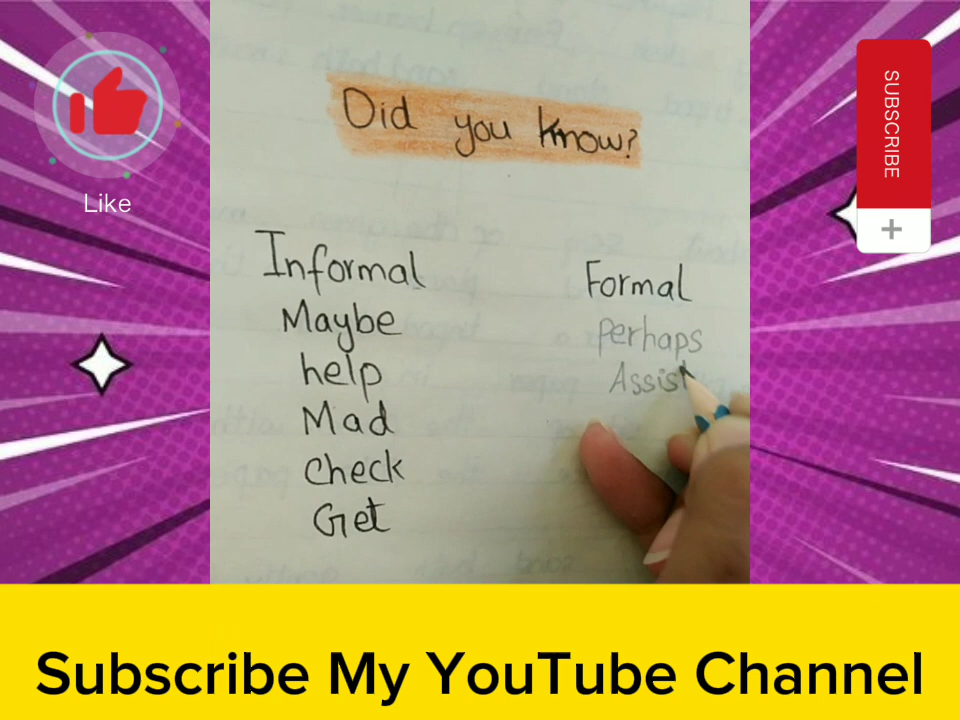 Like
SUBSCRIBE
Did you know?
Informal Formal
Maybe perhaps
help Assist
Mad
Check
Get
Subscribe My YouTube Channel